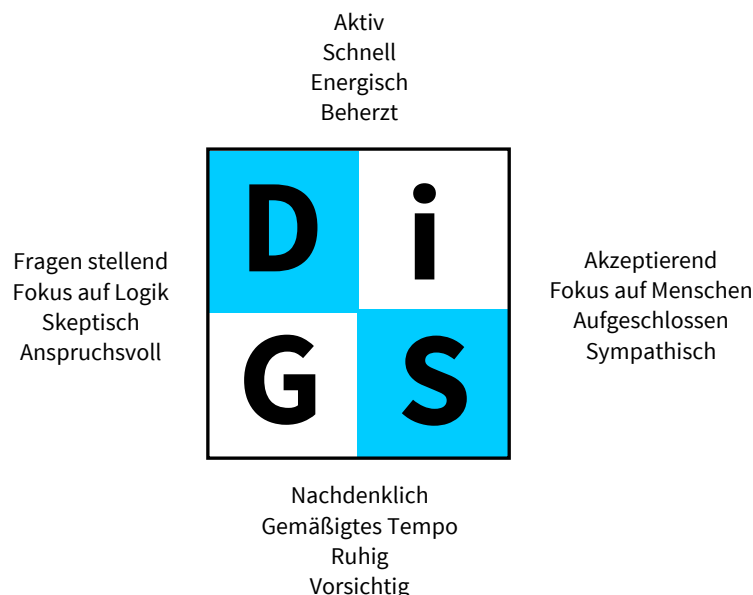 Aktiv
Schnell
Energisch
Beherzt
D i
Fragen stellend
Fokus auf Logik
Skeptisch
Anspruchsvoll
Akzeptierend
Fokus auf Menschen
Aufgeschlossen
Sympathisch
G S
Nachdenklich
Gemäßigtes Tempo
Ruhig
Vorsichtig